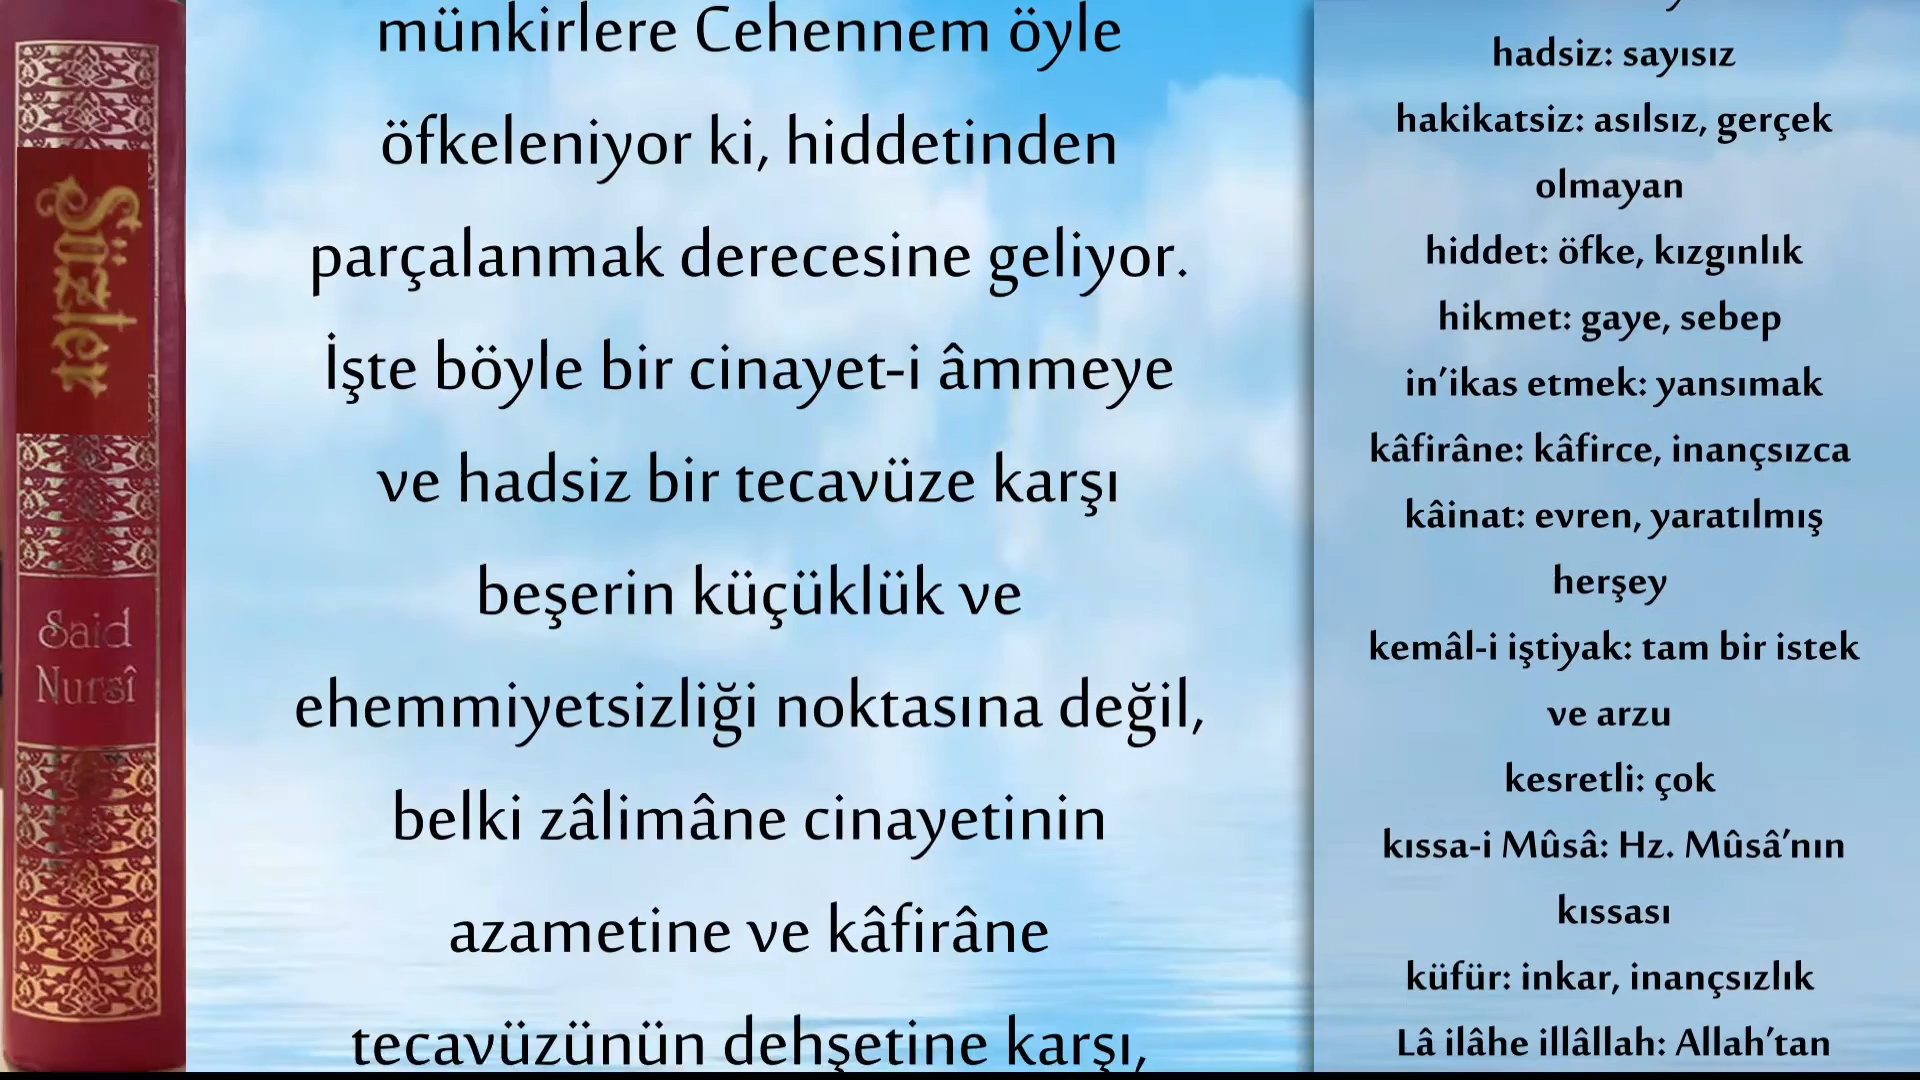 Sözler
Said
Nursî
münkirlere Cehennem öyle
öfkeleniyor ki, hiddetinden
parçalanmak derecesine geliyor.
İşte böyle bir cinayet-i âmmeye
ve hadsiz bir tecavüze karşı
beşerin küçüklük ve
ehemmiyetsizliği noktasına değil,
belki zâlimâne cinayetinin
azametine ve kâfirâne
tecavüzünün dehşetine karşı,
hadsiz: sayısız
hakikatsiz: asılsız, gerçek
olmayan
hiddet: öfke, kızgınlık
hikmet: gaye, sebep
in’ikas etmek: yansımak
kâfirâne: kâfirce, inançsızca
kâinat: evren, yaratılmış
herşey
kemâl-i iştiyak: tam bir istek
ve arzu
kesretli: çok
kıssa-i Mûsâ: Hz. Mûsâ’nın
kıssası
küfür: inkar, inançsızlık
Lâ ilâhe illâllah: Allah’tan